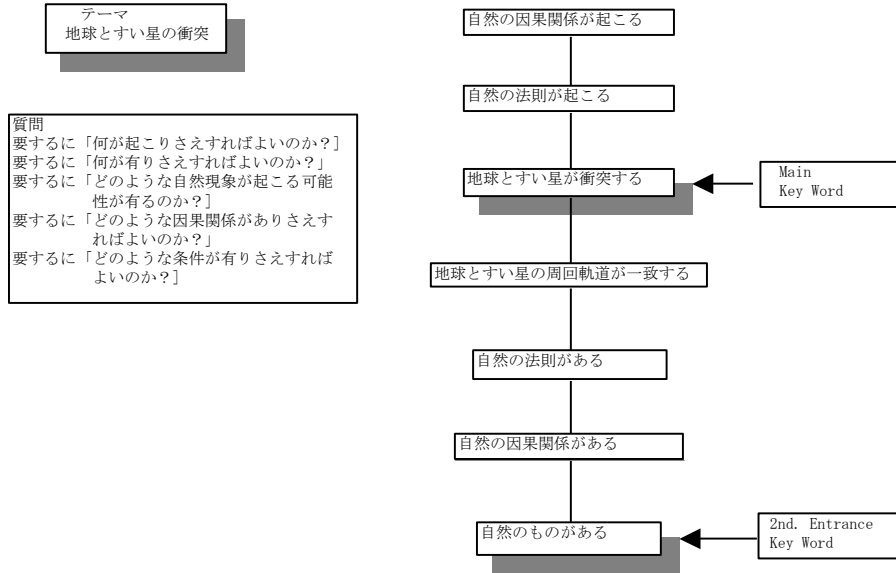 テーマ
地球とすい星の衝突
質問
要するに「何が起こりさえすればよいのか？］
要するに「何が有りさえすればよいのか？」
要するに「どのような自然現象が起こる可能
性が有るのか？］
要するに「どのような因果関係がありさえす
ればよいのか？」
要するに「どのような条件が有りさえすれば
よいのか？］
自然の因果関係が起こる
自然の法則が起こる
地球とすい星が衝突する
Main
Key Word
地球とすい星の周回軌道が一致する
自然の法則がある
自然の因果関係がある
自然のものがある
2nd. Entrance
Key Word